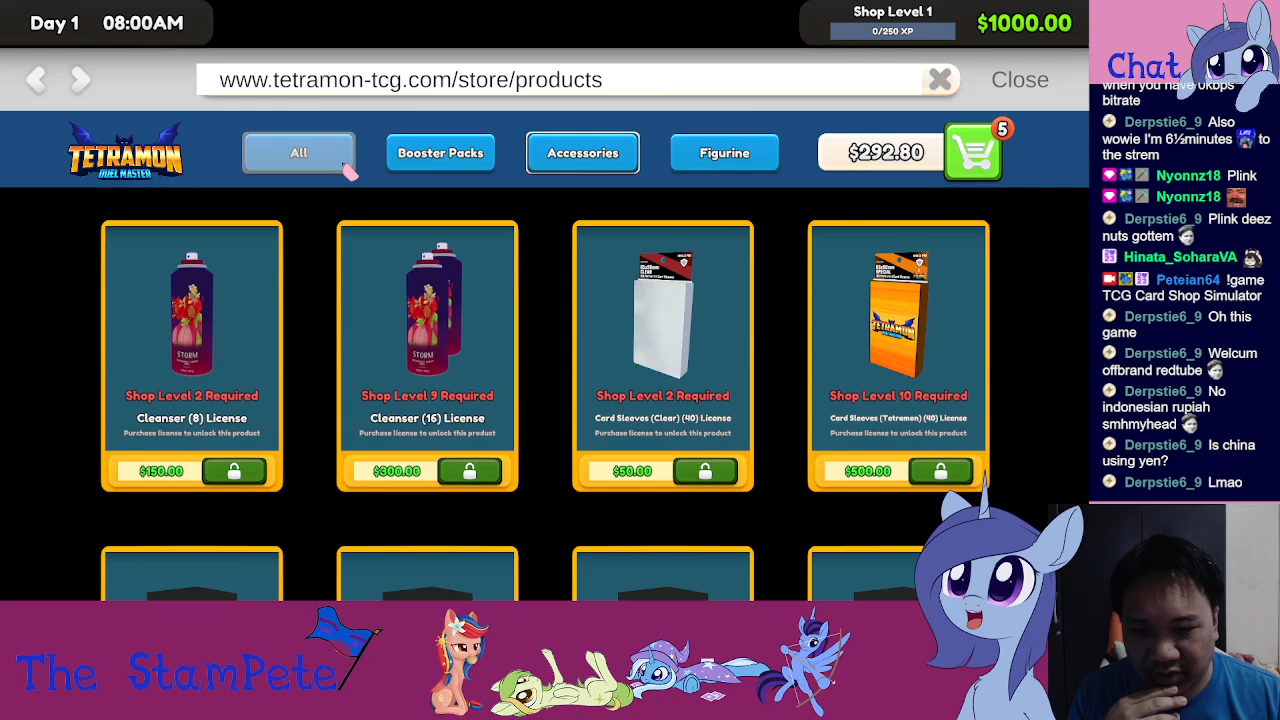 Day 1 08:00AM
Shop Level 1
0/250 XP
$1000.00
www.tetramon-tcg.com/store/products
Close
TETRAMON
DUEL MASTER
All
Booster Packs
Accessories
Figurine
$292.80
5
STORM
Shop Level 2 Required
Cleanser (8) License
Purchase license to unlock this product
$150.00
STORM
Shop Level 9 Required
Cleanser (16) License
Purchase license to unlock this product
$300.00
CLEAR
Shop Level 2 Required
Card Sleeves (Clear) (40) License
Purchase license to unlock this product
$50.00
SPECIAL
TETRAMON
Shop Level 10 Required
Card Sleeves (Tetramon) (40) License
Purchase license to unlock this product
$500.00
Chat
when you have 0kbps
bitrate
Derpstie6_9 Also
wowie I'm 6½minutes LATE to
the strem
Nyonnz18 Plink
Nyonnz18
Derpstie6_9 Plink deez
nuts gottem
Hinata_SoharaVA
Peteian64 !game
TCG Card Shop Simulator
Derpstie6_9 Oh this
game
Derpstie6_9 Welcum
offbrand redtube
Derpstie6_9 No
indonesian rupiah
smhmyhead
Derpstie6_9 Is china
using yen?
Derpstie6_9 Lmao
The StamPete